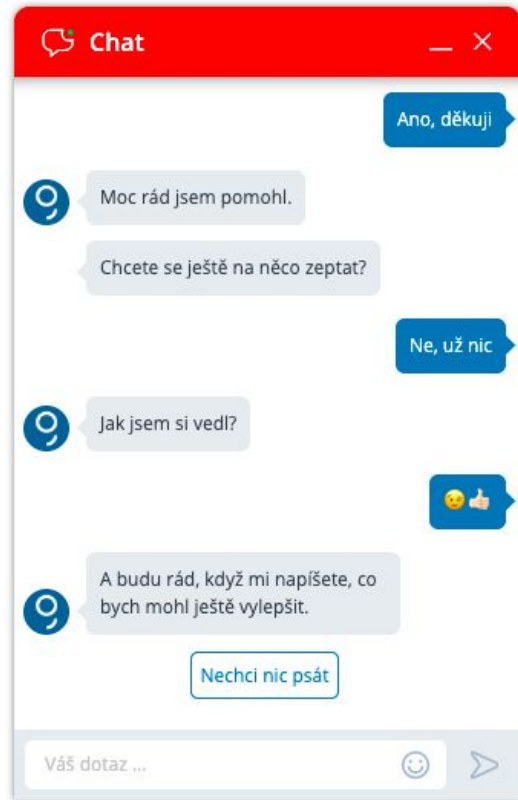 Chat
Ano, děkuji
Moc rád jsem pomohl.
Chcete se ještě na něco zeptat?
Ne, už nic
Jak jsem si vedl?
😉👍🏻
A budu rád, když mi napíšete, co
bych mohl ještě vylepšit.
Nechci nic psát
Váš dotaz ...